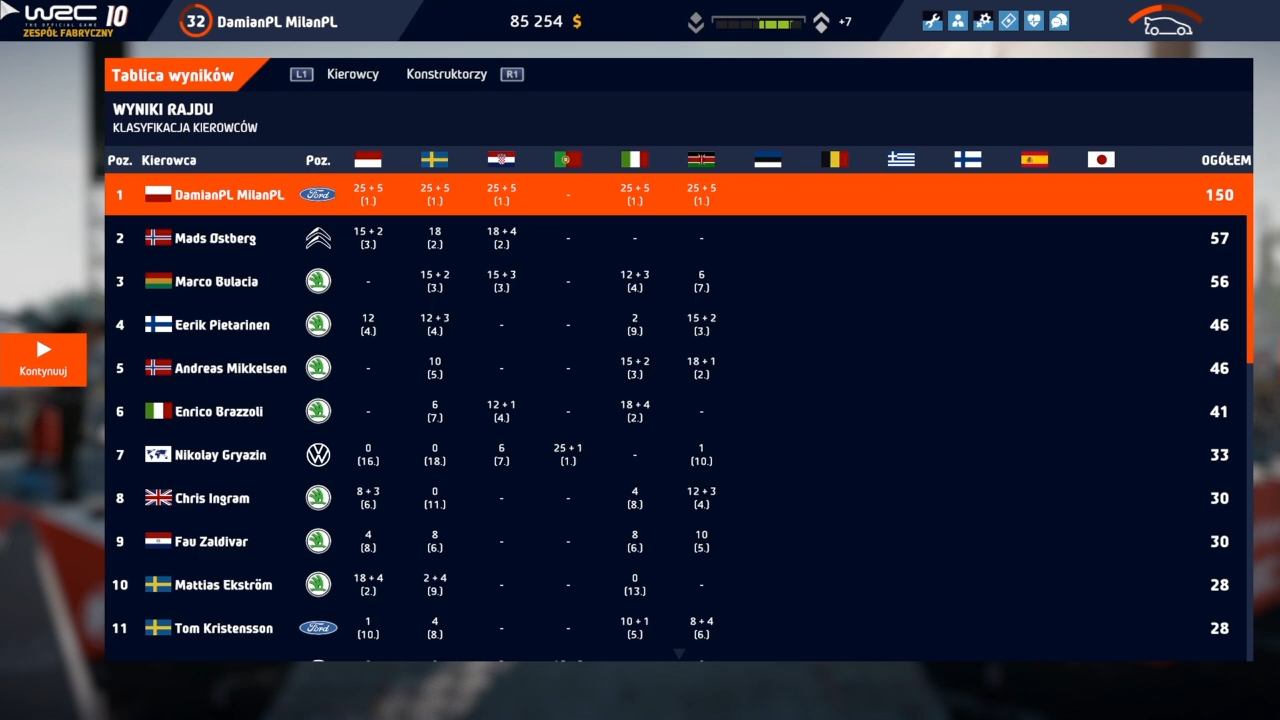 WRC 10
THE OFFICIAL GAME
ZESPÓŁ FABRYCZNY
32 DamianPL MilanPL
85 254 $
+7
Tablica wyników
L1 Kierowcy Konstruktorzy R1
WYNIKI RAJDU
KLASYFIKACJA KIEROWCÓW
Poz. Kierowca Poz. OGÓŁEM
1 DamianPL MilanPL Ford 25 + 5 (1.) 25 + 5 (1.) 25 + 5 (1.) - 25 + 5 (1.) 25 + 5 (1.) 150
2 Mads Østberg 15 + 2 (3.) 18 (2.) 18 + 4 (2.) - - - 57
3 Marco Bulacia - 15 + 2 (3.) 15 + 3 (3.) - 12 + 3 (4.) 6 (7.) 56
4 Eerik Pietarinen 12 (4.) 12 + 3 (4.) - - 2 (9.) 15 + 2 (3.) 46
5 Andreas Mikkelsen - 10 (5.) - - 15 + 2 (3.) 18 + 1 (2.) 46
6 Enrico Brazzoli - 6 (7.) 12 + 1 (4.) - 18 + 4 (2.) - 41
7 Nikolay Gryazin 0 (16.) 0 (18.) 6 (7.) 25 + 1 (1.) - 1 (10.) 33
8 Chris Ingram 8 + 3 (6.) 0 (11.) - - 4 (8.) 12 + 3 (4.) 30
9 Fau Zaldivar 4 (8.) 8 (6.) - - 8 (6.) 10 (5.) 30
10 Mattias Ekström 18 + 4 (2.) 2 + 4 (9.) - - 0 (13.) - 28
11 Tom Kristensson Ford 1 (10.) 4 (8.) - - 10 + 1 (5.) 8 + 4 (6.) 28
Kontynuuj